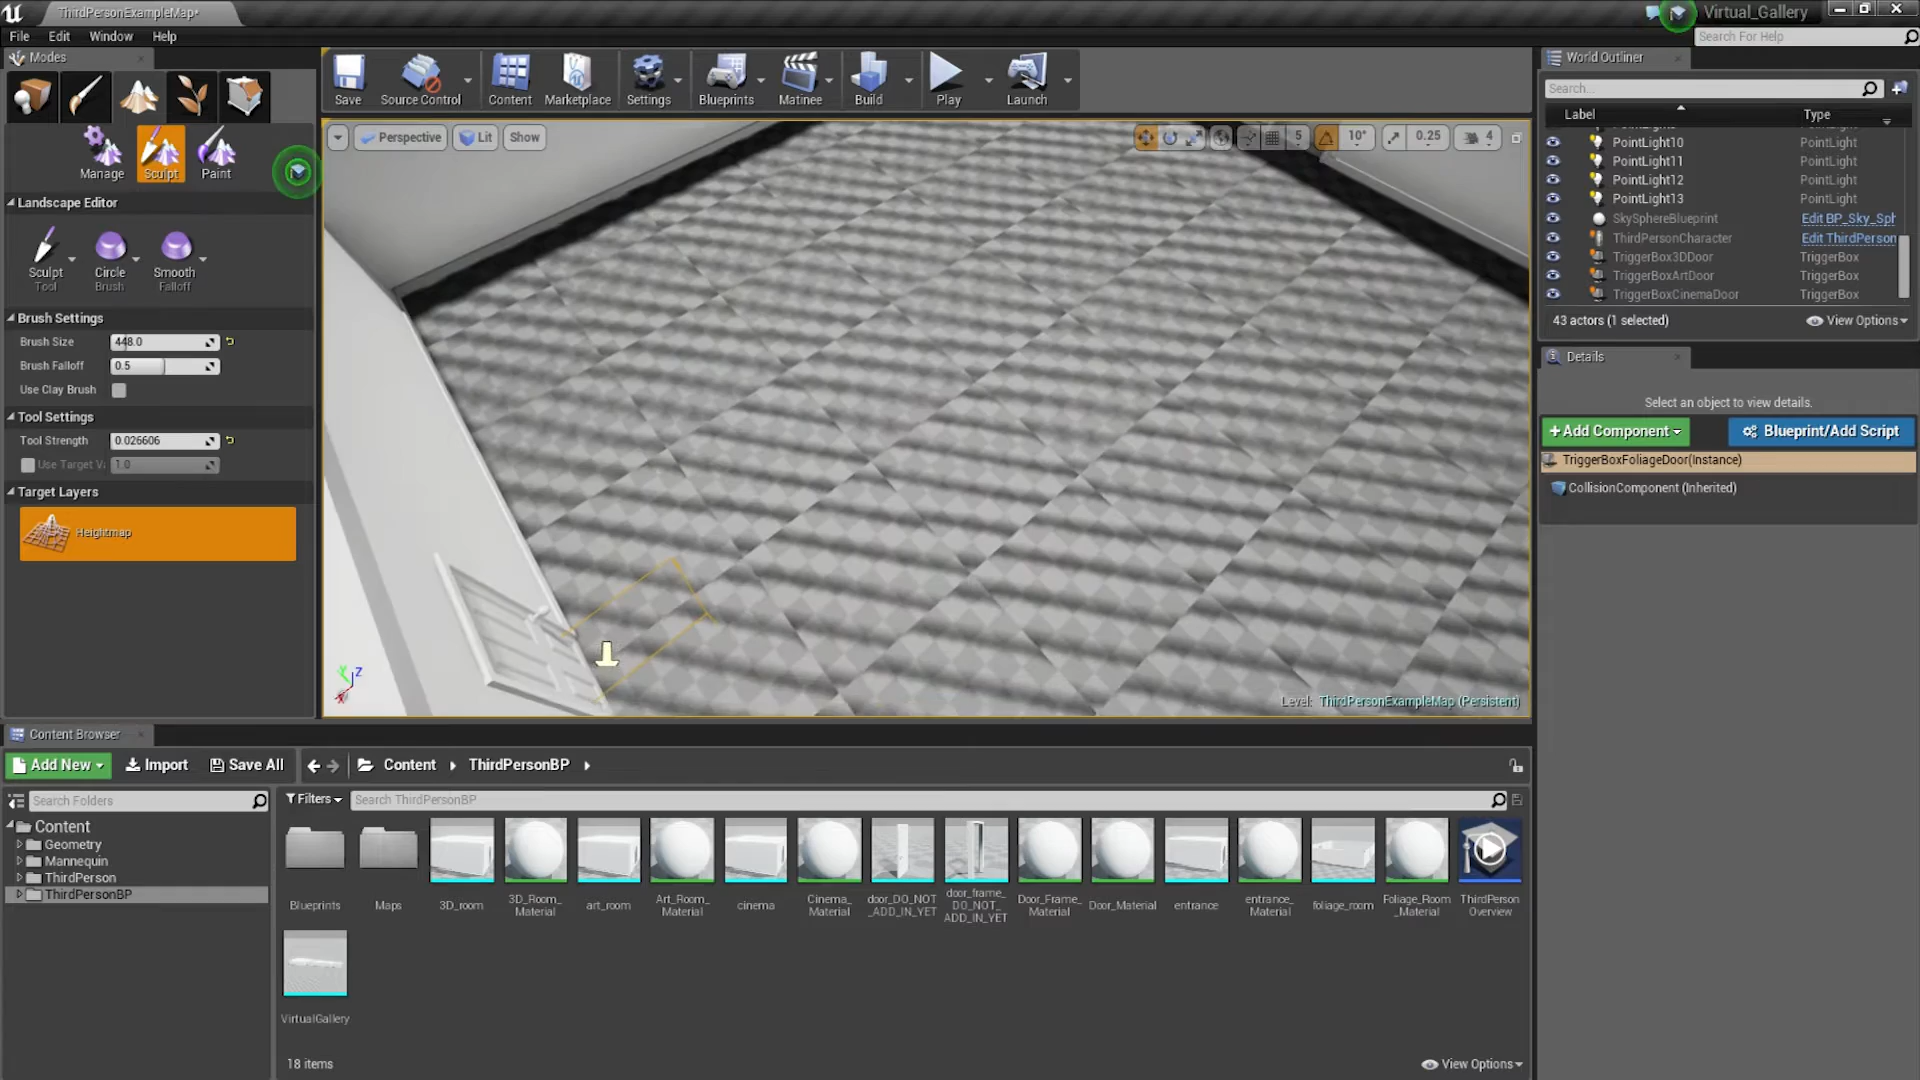 ThirdPersonExampleMap*
Virtual_Gallery
File Edit Window Help
Search For Help
Modes
Save
Source Control
Content
Marketplace
Settings
Blueprints
Matinee
Build
Play
Launch
World Outliner
Search...
Label
Type
Manage
Sculpt
Paint
Perspective
Lit
Show
5
10°
0.25
4
PointLight10 PointLight
PointLight11 PointLight
PointLight12 PointLight
PointLight13 PointLight
SkySphereBlueprint Edit BP_Sky_Sph
ThirdPersonCharacter Edit ThirdPerson
TriggerBox3DDoor TriggerBox
TriggerBoxArtDoor TriggerBox
TriggerBoxCinemaDoor TriggerBox
43 actors (1 selected)
View Options
Landscape Editor
Sculpt
Tool
Circle
Brush
Smooth
Falloff
Brush Settings
Brush Size 448.0
Brush Falloff 0.5
Use Clay Brush
Tool Settings
Tool Strength 0.026606
Use Target V 1.0
Target Layers
Heightmap
Details
Select an object to view details.
+Add Component
Blueprint/Add Script
TriggerBoxFoliageDoor(Instance)
CollisionComponent (Inherited)
Z
Y
X
Level: ThirdPersonExampleMap (Persistent)
Content Browser
Add New
Import
Save All
Content
ThirdPersonBP
Search Folders
Filters
Search ThirdPersonBP
Content
Geometry
Mannequin
ThirdPerson
ThirdPersonBP
Blueprints
Maps
3D_room
3D_Room_
Material
art_room
Art_Room_
Material
cinema
Cinema_
Material
door_DO_NOT
_ADD_IN_YET
door_frame_
DO_NOT_
ADD_IN_YET
Door_Frame_
Material
Door_Material
entrance
entrance_
Material
foliage_room
Foliage_Room
_Material
ThirdPerson
Overview
VirtualGallery
18 items
View Options